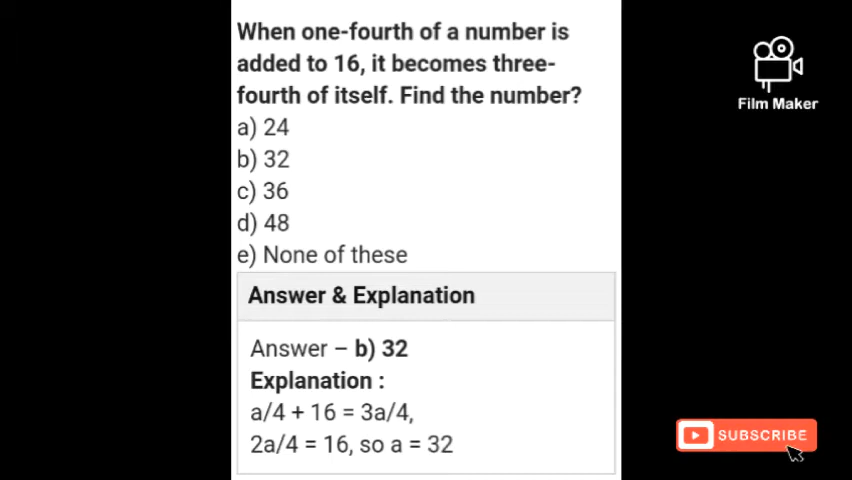 When one-fourth of a number is
added to 16, it becomes three-
fourth of itself. Find the number?
a) 24
b) 32
c) 36
d) 48
e) None of these
Answer & Explanation
Answer – b) 32
Explanation :
a/4 + 16 = 3a/4,
2a/4 = 16, so a = 32
Film Maker
SUBSCRIBE